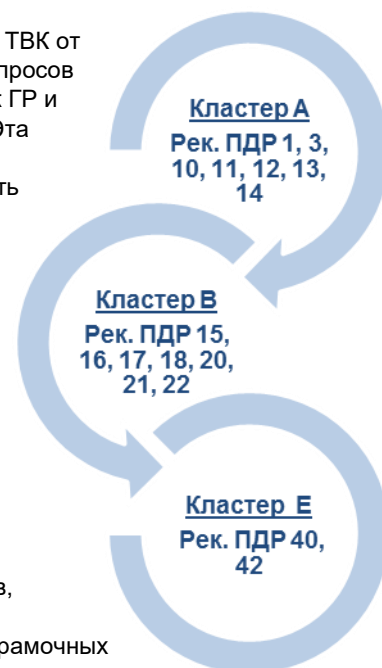 ТВК от
просов
ГР и
Эта
ть
Кластер А
Рек. ПДР 1, 3,
10, 11, 12, 13,
14
Кластер В
Рек. ПДР 15,
16, 17, 18, 20,
21, 22
Кластер Е
Рек. ПДР 40,
42
в,
рамочных